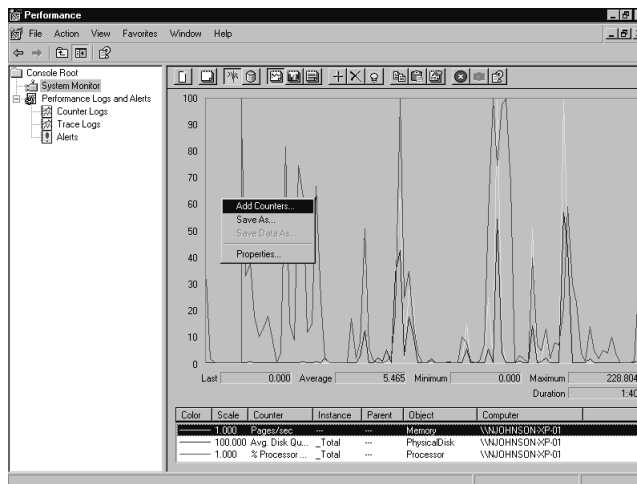 Performance
File Action View Favorites Window Help
Console Root
System Monitor
Performance Logs and Alerts
Counter Logs
Trace Logs
Alerts
100
90
80
70
60
50
40
30
20
10
0
Add Counters...
Save As...
Save Data As...
Properties...
Last 0.000 Average 5.465 Minimum 0.000 Maximum 228.804
Duration 1:40
Color Scale Counter Instance Parent Object Computer
1.000 Pages/sec --- --- Memory \\NJOHNSON-XP-01
100.000 Avg. Disk Qu... _Total --- PhysicalDisk \\NJOHNSON-XP-01
1.000 % Processor ... _Total --- Processor \\NJOHNSON-XP-01